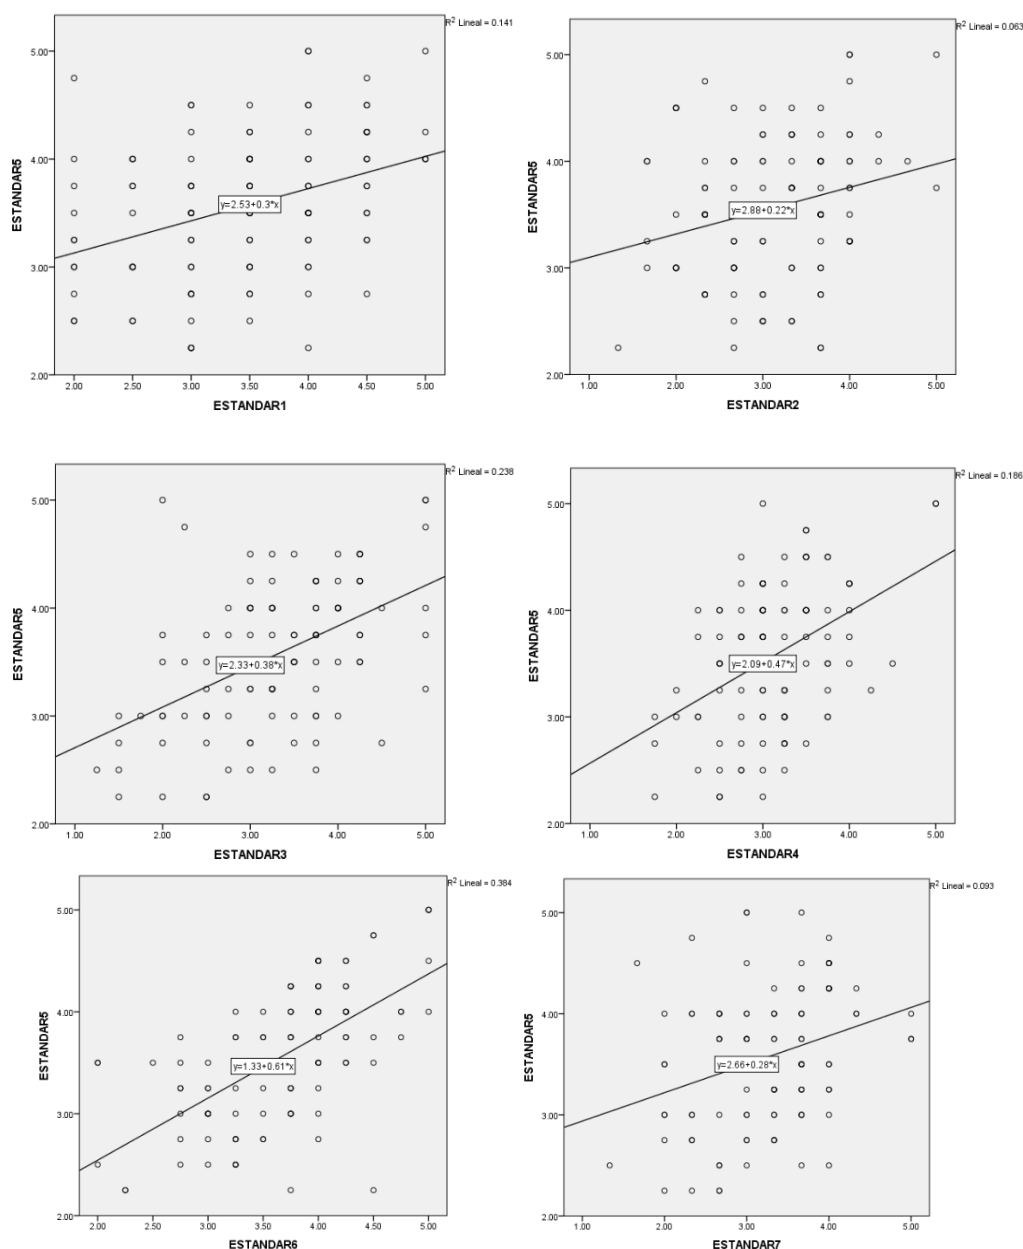 R² Lineal = 0.141
5.00
4.00
ESTANDAR5
y=2.53+0.3*x
3.00
2.00
2.00 2.50 3.00 3.50 4.00 4.50 5.00
ESTANDAR1
R² Lineal = 0.063
5.00
4.00
ESTANDAR5
y=2.88+0.22*x
3.00
2.00
1.00 2.00 3.00 4.00 5.00
ESTANDAR2
R² Lineal = 0.238
5.00
4.00
ESTANDAR5
y=2.33+0.38*x
3.00
2.00
1.00 2.00 3.00 4.00 5.00
ESTANDAR3
R² Lineal = 0.186
5.00
4.00
ESTANDAR5
y=2.09+0.47*x
3.00
2.00
1.00 2.00 3.00 4.00 5.00
ESTANDAR4
R² Lineal = 0.384
5.00
4.00
ESTANDAR5
y=1.33+0.61*x
3.00
2.00
2.00 2.50 3.00 3.50 4.00 4.50 5.00
ESTANDAR6
R² Lineal = 0.093
5.00
4.00
ESTANDAR5
y=2.66+0.28*x
3.00
2.00
1.00 2.00 3.00 4.00 5.00
ESTANDAR7